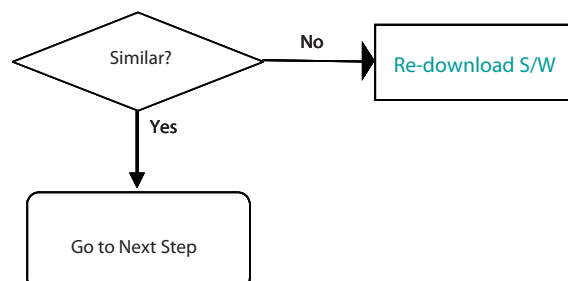 Similar?
No
Re-download S/W
Yes
Go to Next Step